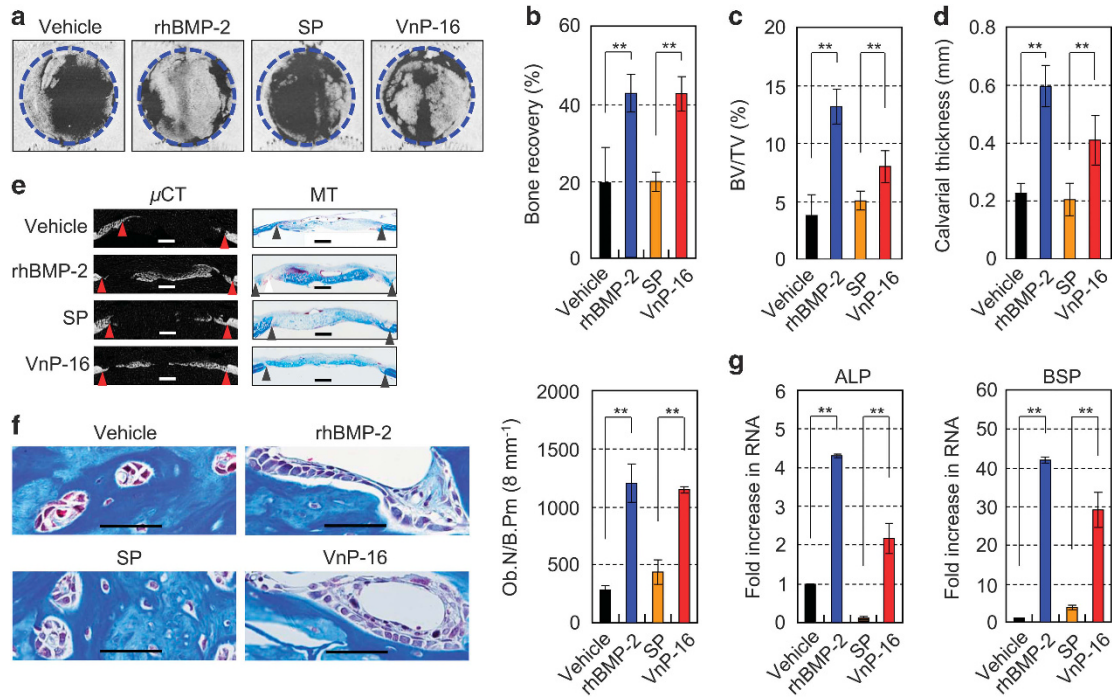 a
Vehicle rhBMP-2 SP VnP-16
b
Bone recovery (%)
60
40
20
0
** **
Vehicle rhBMP-2 SP VnP-16
c
BV/TV (%)
20
15
10
5
0
** **
Vehicle rhBMP-2 SP VnP-16
d
Calvarial thickness (mm)
0.8
0.6
0.4
0.2
0
** **
Vehicle rhBMP-2 SP VnP-16
e
µCT MT
Vehicle
rhBMP-2
SP
VnP-16
f
Vehicle rhBMP-2
SP VnP-16
Ob.N/B.Pm (8 mm-1)
2000
1500
1000
500
0
** **
Vehicle rhBMP-2 SP VnP-16
g
ALP
Fold increase in RNA
5
4
3
2
1
0
** **
Vehicle rhBMP-2 SP VnP-16
BSP
Fold increase in RNA
60
50
40
30
20
10
0
** **
Vehicle rhBMP-2 SP VnP-16